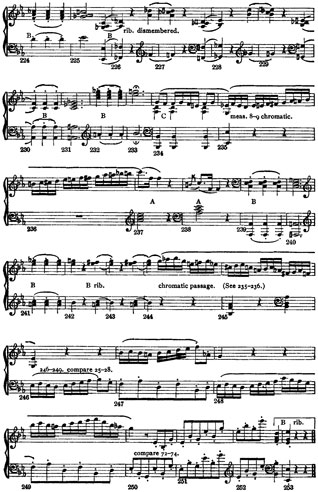 B B rib. dismembered.
224 225 226 227 228 229
B B C meas. 8-9 chromatic.
230 231 232 233 234 235
A A B
236 237 238 239 240
B B rib. chromatic passage. (See 235-236.)
241 242 243 244 245
246-249, compare 25-28.
246 247 248
compare 72-74. B rib.
249 250 251 252 253